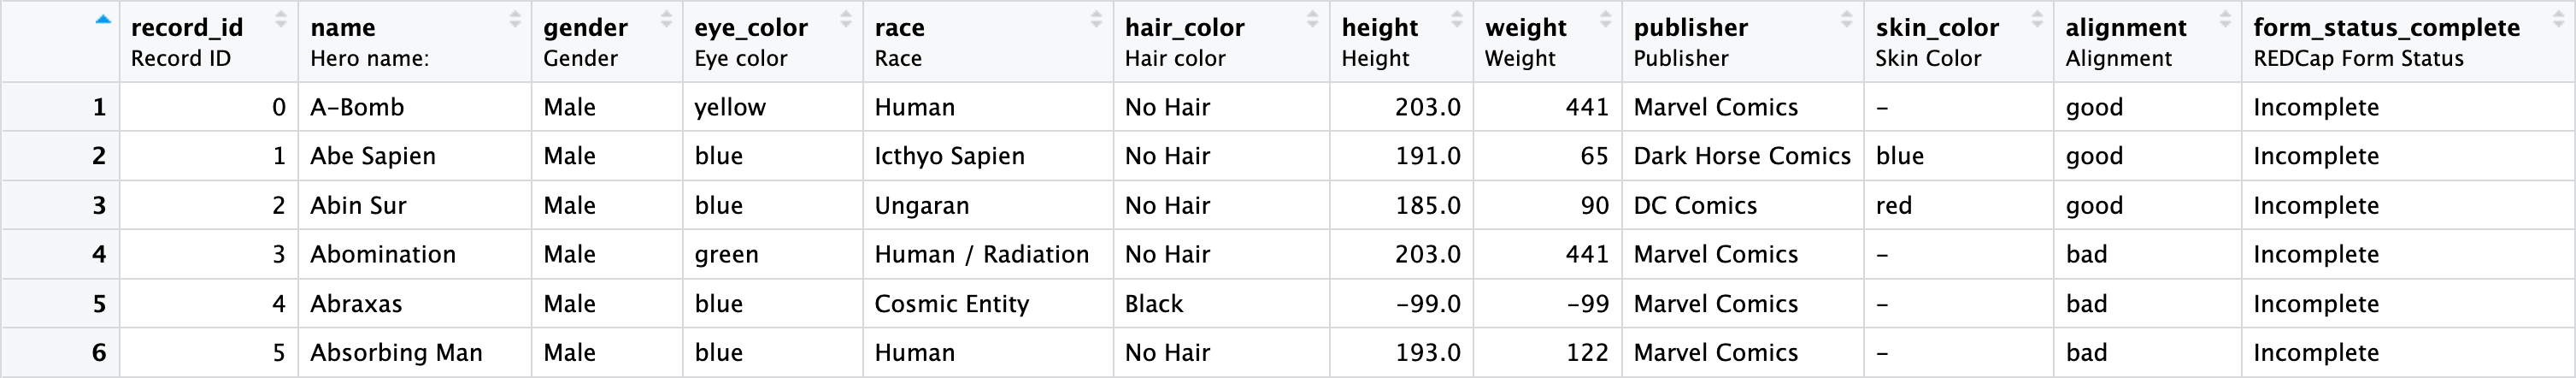 record_id name gender eye_color race hair_color height weight publisher skin_color alignment form_status_complete
Record ID Hero name: Gender Eye color Race Hair color Height Weight Publisher Skin Color Alignment REDCap Form Status
1 0 A-Bomb Male yellow Human No Hair 203.0 441 Marvel Comics - good Incomplete
2 1 Abe Sapien Male blue Icthyo Sapien No Hair 191.0 65 Dark Horse Comics blue good Incomplete
3 2 Abin Sur Male blue Ungaran No Hair 185.0 90 DC Comics red good Incomplete
4 3 Abomination Male green Human / Radiation No Hair 203.0 441 Marvel Comics - bad Incomplete
5 4 Abraxas Male blue Cosmic Entity Black -99.0 -99 Marvel Comics - bad Incomplete
6 5 Absorbing Man Male blue Human No Hair 193.0 122 Marvel Comics - bad Incomplete